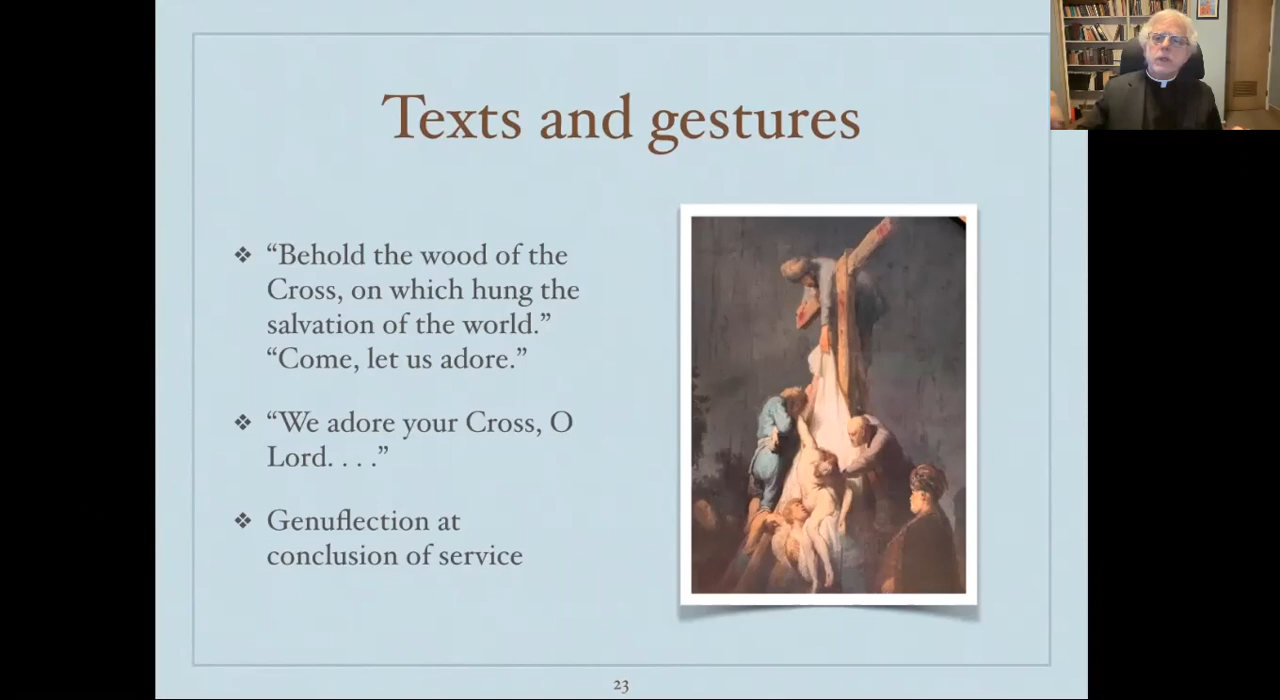 Texts and gestures
❖ “Behold the wood of the
Cross, on which hung the
salvation of the world.”
“Come, let us adore.”
❖ “We adore your Cross, O
Lord. . . .”
❖ Genuflection at
conclusion of service
23